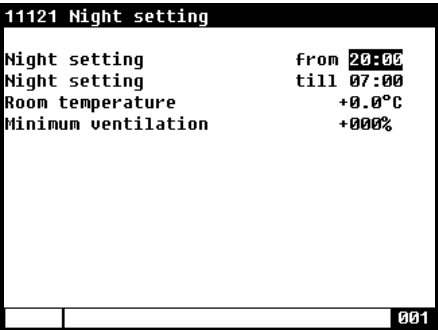 11121 Night setting
Night setting from 20:00
Night setting till 07:00
Room temperature +0.0°C
Minimum ventilation +000%
001